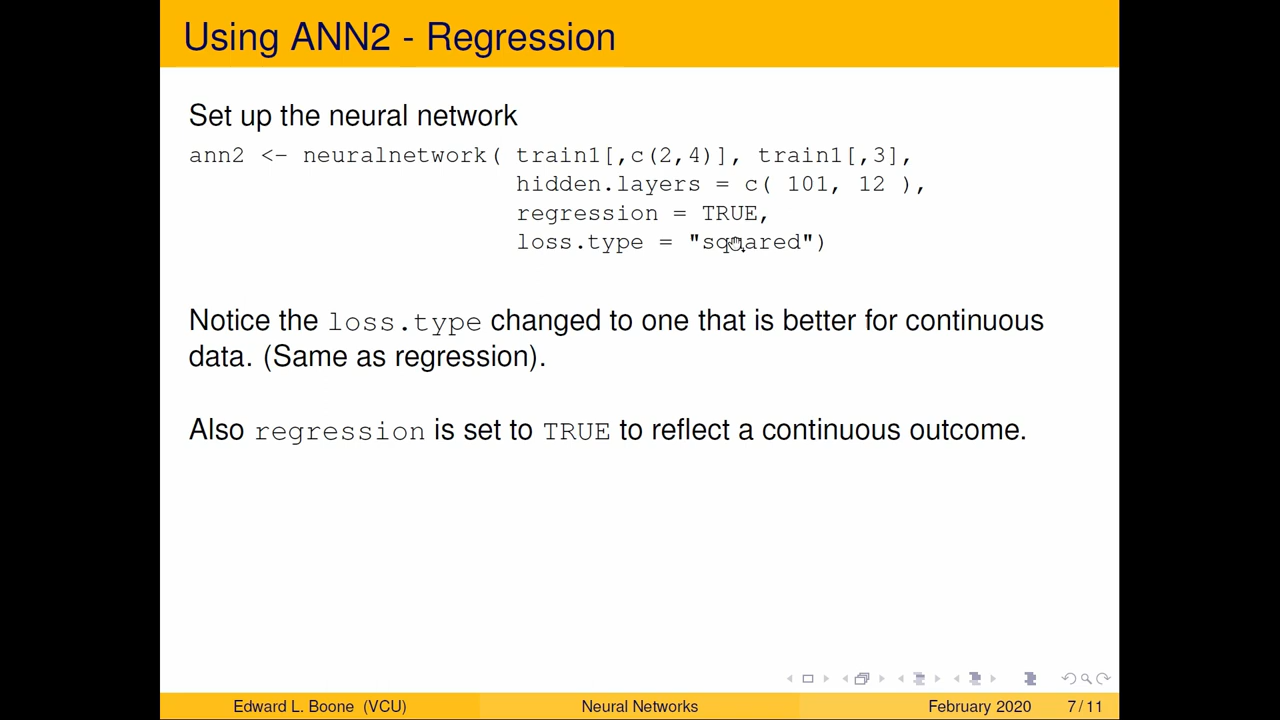 Using ANN2 - Regression
Set up the neural network
ann2 <- neuralnetwork( train1[,c(2,4)], train1[,3],
hidden.layers = c( 101, 12 ),
regression = TRUE,
loss.type = "squared")
Notice the loss.type changed to one that is better for continuous
data. (Same as regression).
Also regression is set to TRUE to reflect a continuous outcome.
Edward L. Boone (VCU) Neural Networks February 2020 7 / 11